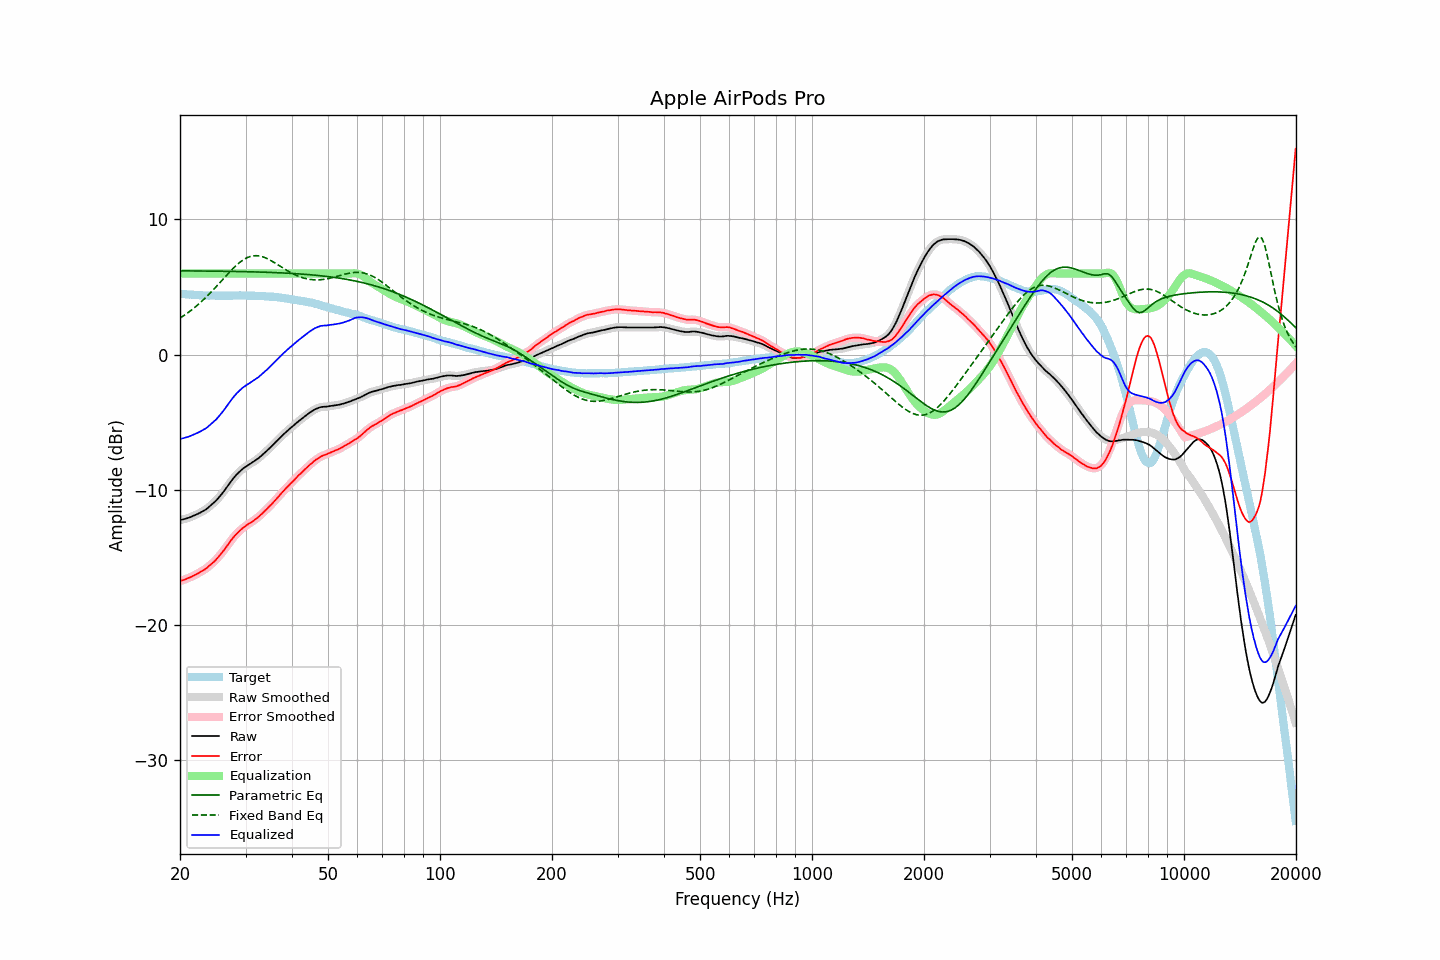 Apple AirPods Pro
Amplitude (dBr)
10
0
−10
−20
−30
Target
Raw Smoothed
Error Smoothed
Raw
Error
Equalization
Parametric Eq
Fixed Band Eq
Equalized
20 50 100 200 500 1000 2000 5000 10000 20000
Frequency (Hz)